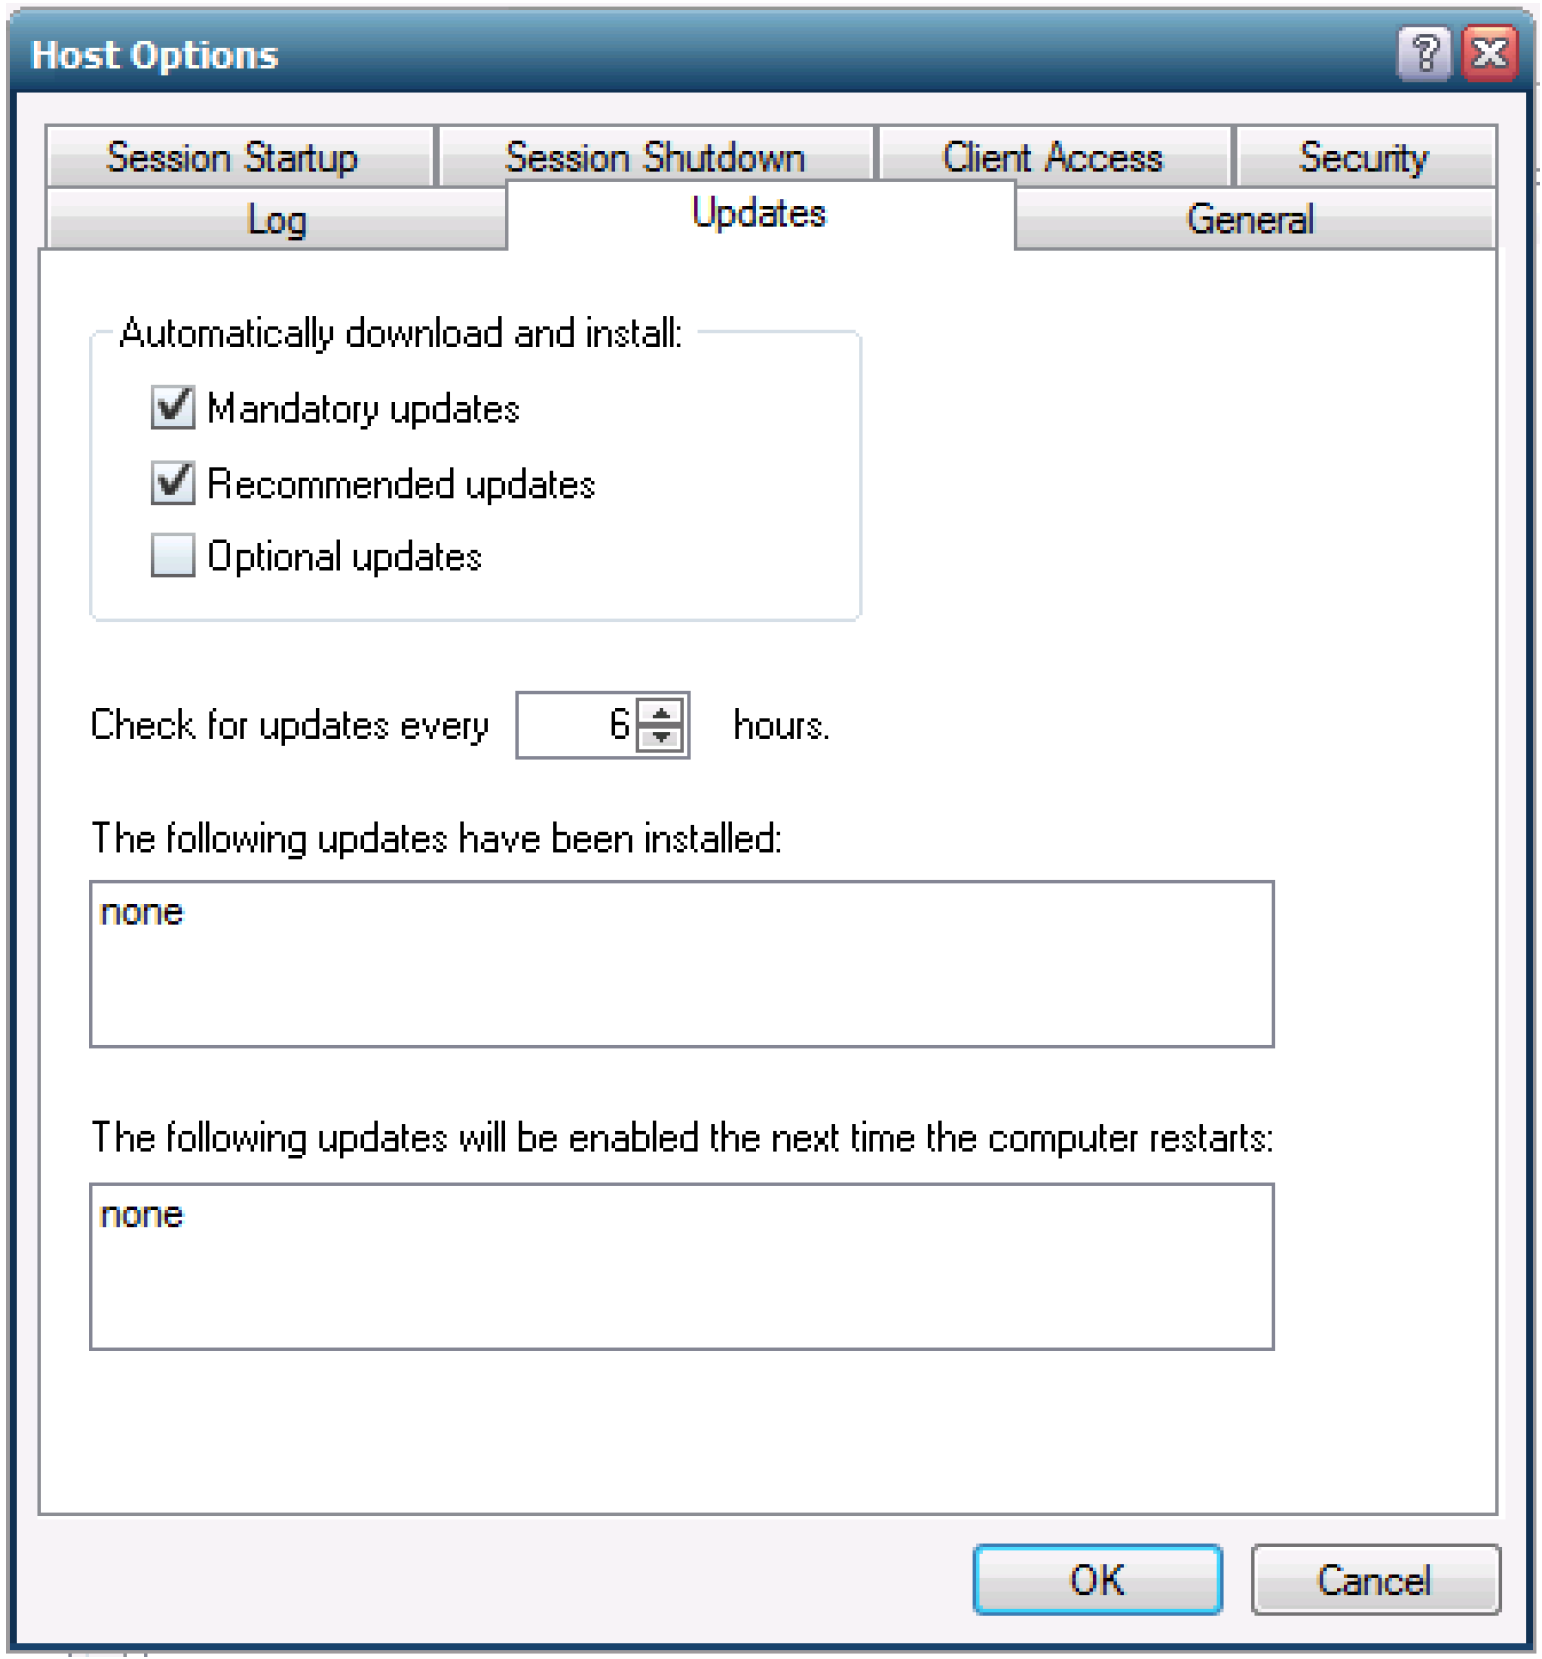 Host Options
Session Startup Session Shutdown Client Access Security
Log Updates General
Automatically download and install:
Mandatory updates
Recommended updates
Optional updates
Check for updates every 6 hours.
The following updates have been installed:
none
The following updates will be enabled the next time the computer restarts:
none
OK Cancel